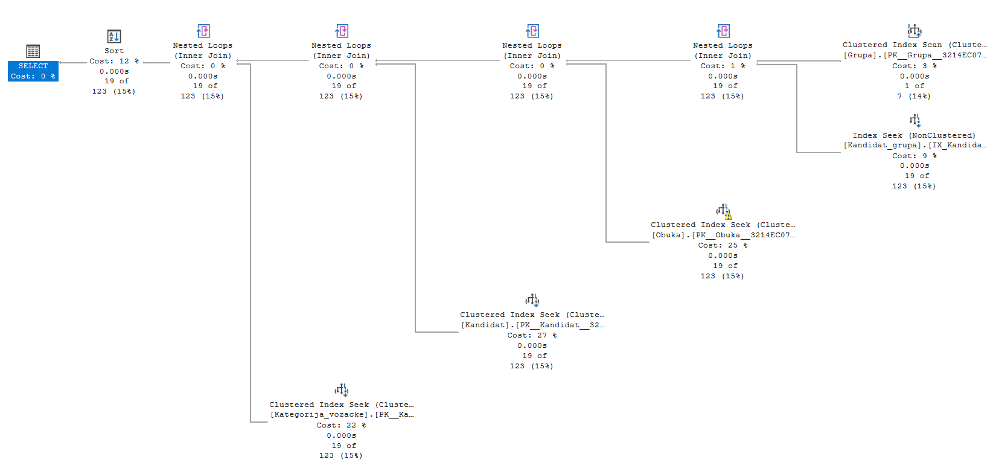 SELECT
Cost: 0 %
Sort
Cost: 12 %
0.000s
19 of
123 (15%)
Nested Loops
(Inner Join)
Cost: 0 %
0.000s
19 of
123 (15%)
Nested Loops
(Inner Join)
Cost: 0 %
0.000s
19 of
123 (15%)
Nested Loops
(Inner Join)
Cost: 0 %
0.000s
19 of
123 (15%)
Nested Loops
(Inner Join)
Cost: 1 %
0.000s
19 of
123 (15%)
Clustered Index Scan (Cluste…
[Grupa].[PK__Grupa__3214EC07…
Cost: 3 %
0.000s
1 of
7 (14%)
Index Seek (NonClustered)
[Kandidat_grupa].[IX_Kandida…
Cost: 9 %
0.000s
19 of
123 (15%)
Clustered Index Seek (Cluste…
[Obuka].[PK__Obuka__3214EC07…
Cost: 25 %
0.000s
19 of
123 (15%)
Clustered Index Seek (Cluste…
[Kandidat].[PK__Kandidat__32…
Cost: 27 %
0.000s
19 of
123 (15%)
Clustered Index Seek (Cluste…
[Kategorija_vozacke].[PK__Ka…
Cost: 22 %
0.000s
19 of
123 (15%)